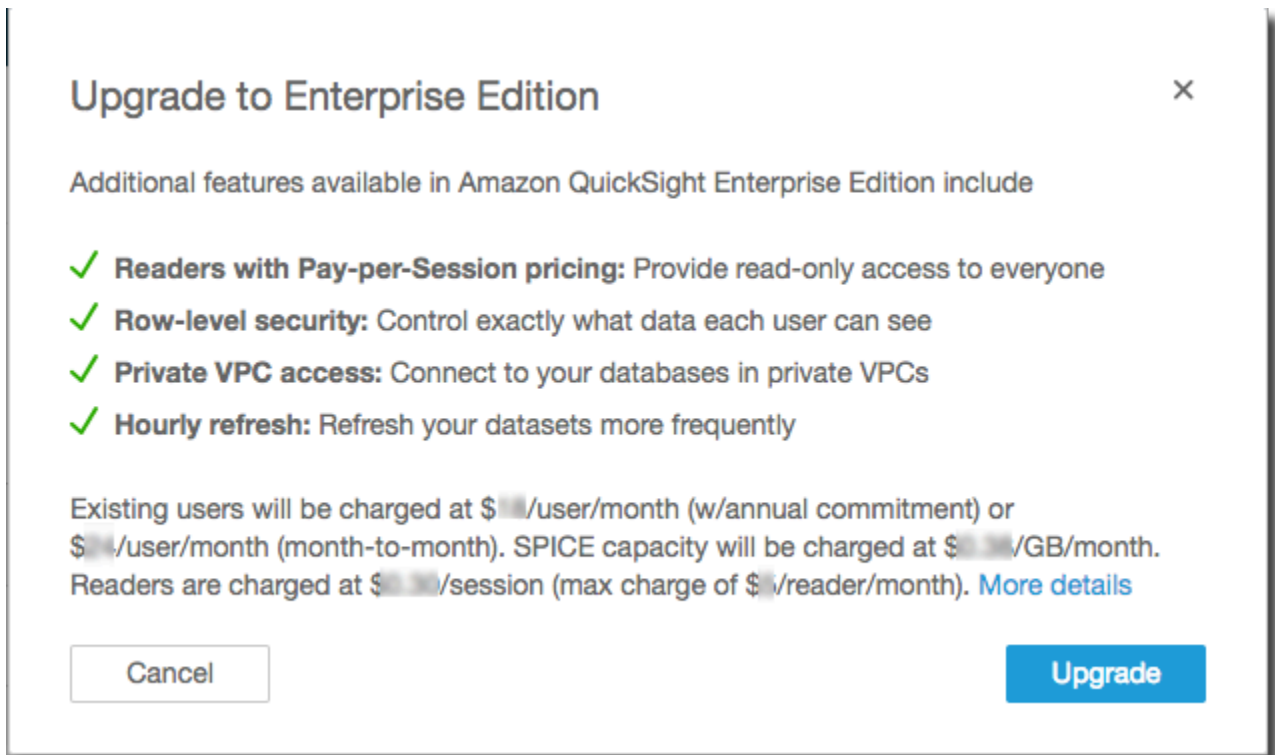 Upgrade to Enterprise Edition
Additional features available in Amazon QuickSight Enterprise Edition include
Readers with Pay-per-Session pricing: Provide read-only access to everyone
Row-level security: Control exactly what data each user can see
Private VPC access: Connect to your databases in private VPCs
Hourly refresh: Refresh your datasets more frequently
Existing users will be charged at $ /user/month (w/annual commitment) or
$ /user/month (month-to-month). SPICE capacity will be charged at $ /GB/month.
Readers are charged at $ /session (max charge of $ /reader/month). More details
Cancel
Upgrade